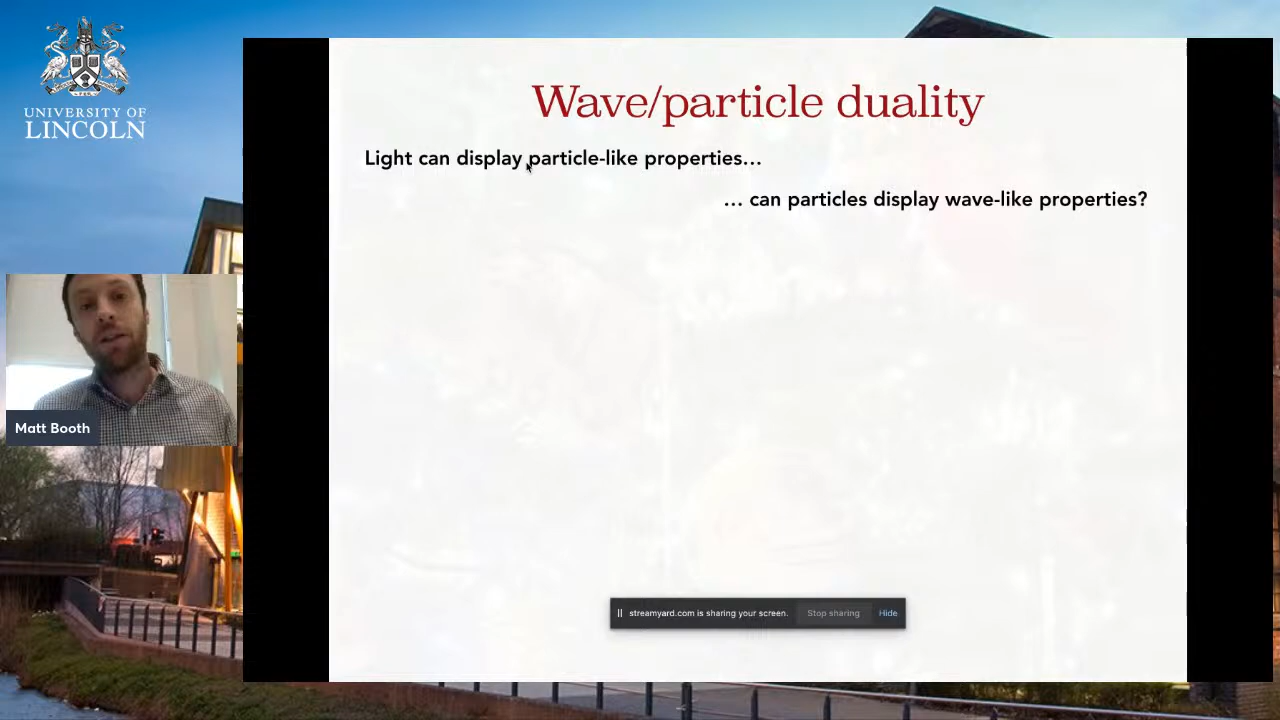 UNIVERSITY OF
LINCOLN
Wave/particle duality
Light can display particle-like properties…
… can particles display wave-like properties?
Matt Booth
streamyard.com is sharing your screen. Stop sharing Hide